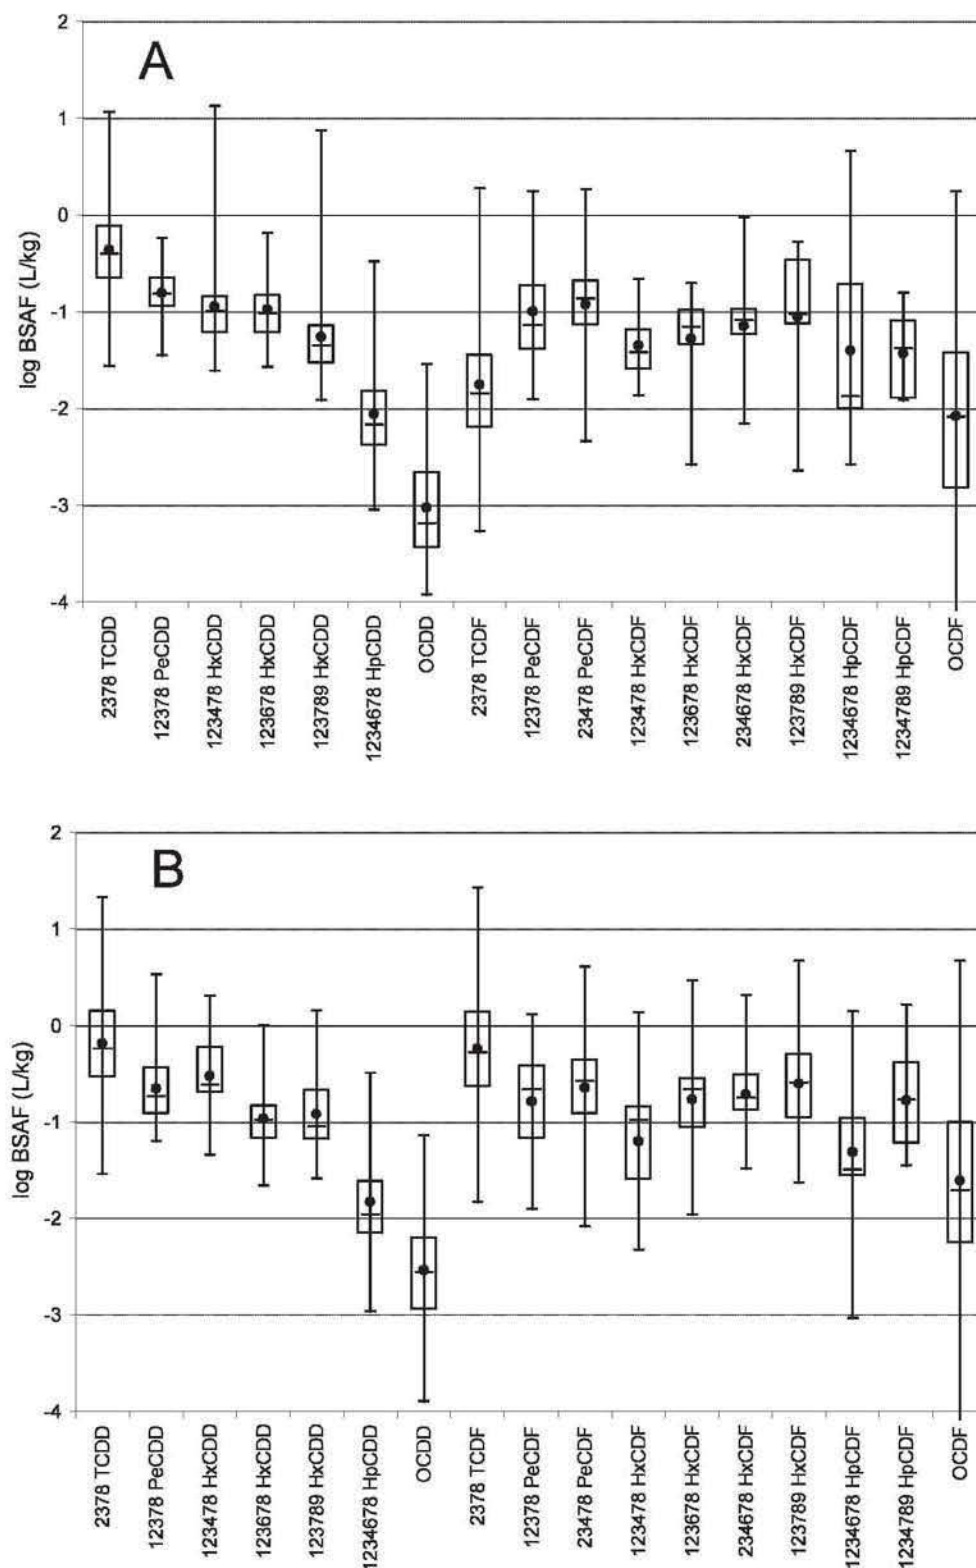 2
A
1
0
-1
-2
-3
-4
log BSAF (L/kg)
2378 TCDD
12378 PeCDD
123478 HxCDD
123678 HxCDD
123789 HxCDD
1234678 HpCDD
OCDD
2378 TCDF
12378 PeCDF
23478 PeCDF
123478 HxCDF
123678 HxCDF
234678 HxCDF
123789 HxCDF
1234678 HpCDF
1234789 HpCDF
OCDF
2
B
1
0
-1
-2
-3
-4
log BSAF (L/kg)
2378 TCDD
12378 PeCDD
123478 HxCDD
123678 HxCDD
123789 HxCDD
1234678 HpCDD
OCDD
2378 TCDF
12378 PeCDF
23478 PeCDF
123478 HxCDF
123678 HxCDF
234678 HxCDF
123789 HxCDF
1234678 HpCDF
1234789 HpCDF
OCDF